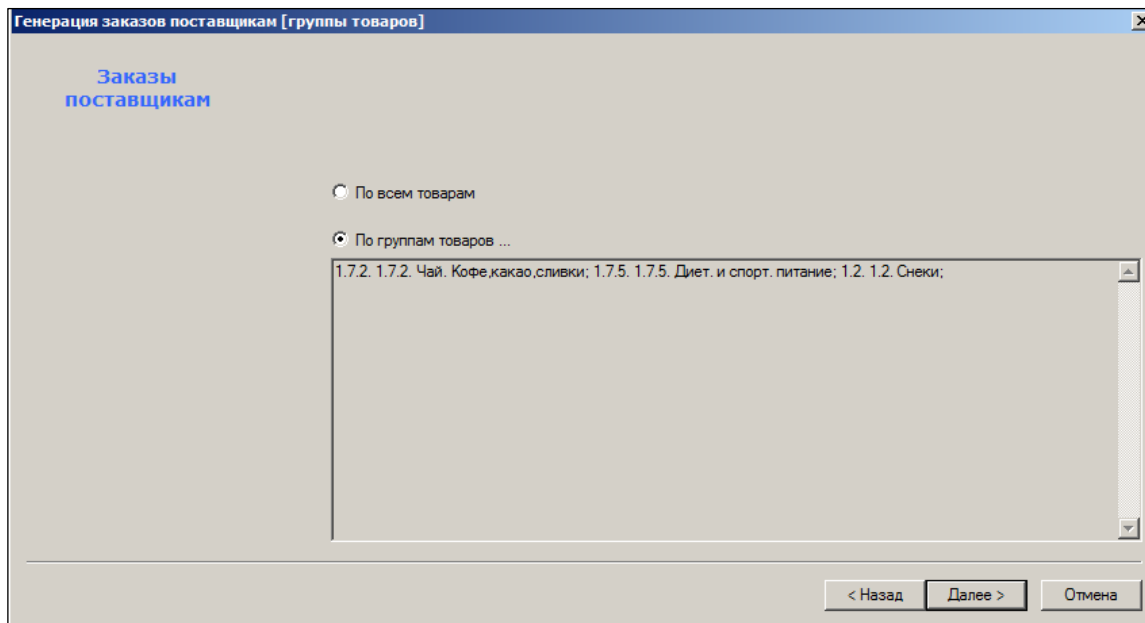 Генерация заказов поставщикам [группы товаров]
Заказы
поставщикам
По всем товарам
По группам товаров ...
1.7.2. 1.7.2. Чай. Кофе,какао,сливки; 1.7.5. 1.7.5. Диет. и спорт. питание; 1.2. 1.2. Снеки;
< Назад
Далее >
Отмена